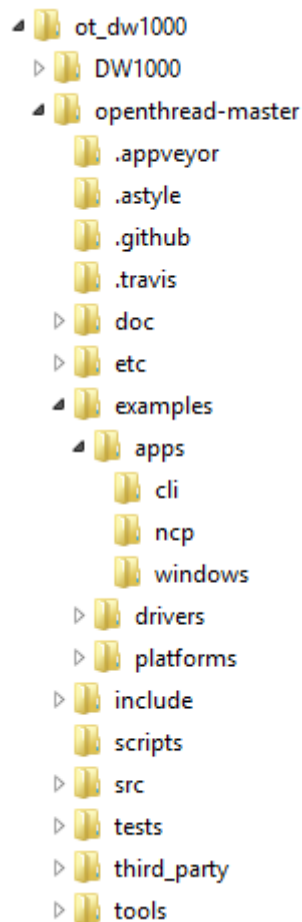 ot_dw1000
DW1000
openthread-master
.appveyor
.astyle
.github
.travis
doc
etc
examples
apps
cli
ncp
windows
drivers
platforms
include
scripts
src
tests
third_party
tools